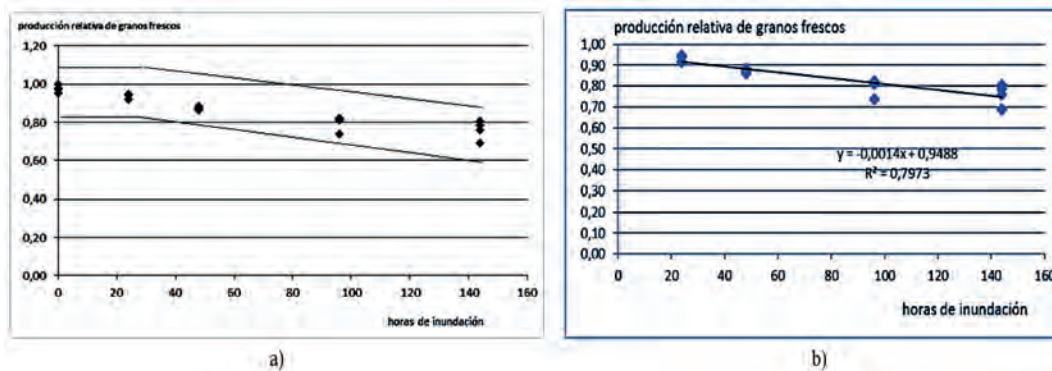 producción relativa de granos frescos
1,20
1,00
0,80
0,60
0,40
0,20
0,00
0 20 40 60 80 100 120 140 160
horas de inundación
a)
producción relativa de granos frescos
1,00
0,90
0,80
0,70
0,60
0,50
0,40
0,30
0,20
0,10
0,00
y = -0,0014x + 0,9488
R² = 0,7973
0 20 40 60 80 100 120 140 160
horas de inundación
b)